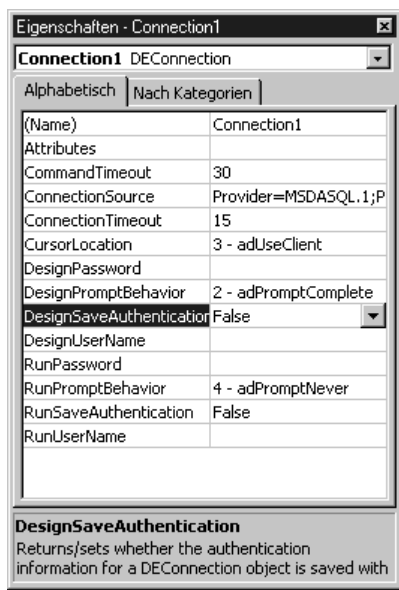 Eigenschaften - Connection1
Connection1 DEConnection
Alphabetisch Nach Kategorien
(Name) Connection1
Attributes
CommandTimeout 30
ConnectionSource Provider=MSDASQL.1;P
ConnectionTimeout 15
CursorLocation 3 - adUseClient
DesignPassword
DesignPromptBehavior 2 - adPromptComplete
DesignSaveAuthentication False
DesignUserName
RunPassword
RunPromptBehavior 4 - adPromptNever
RunSaveAuthentication False
RunUserName
DesignSaveAuthentication
Returns/sets whether the authentication
information for a DEConnection object is saved with